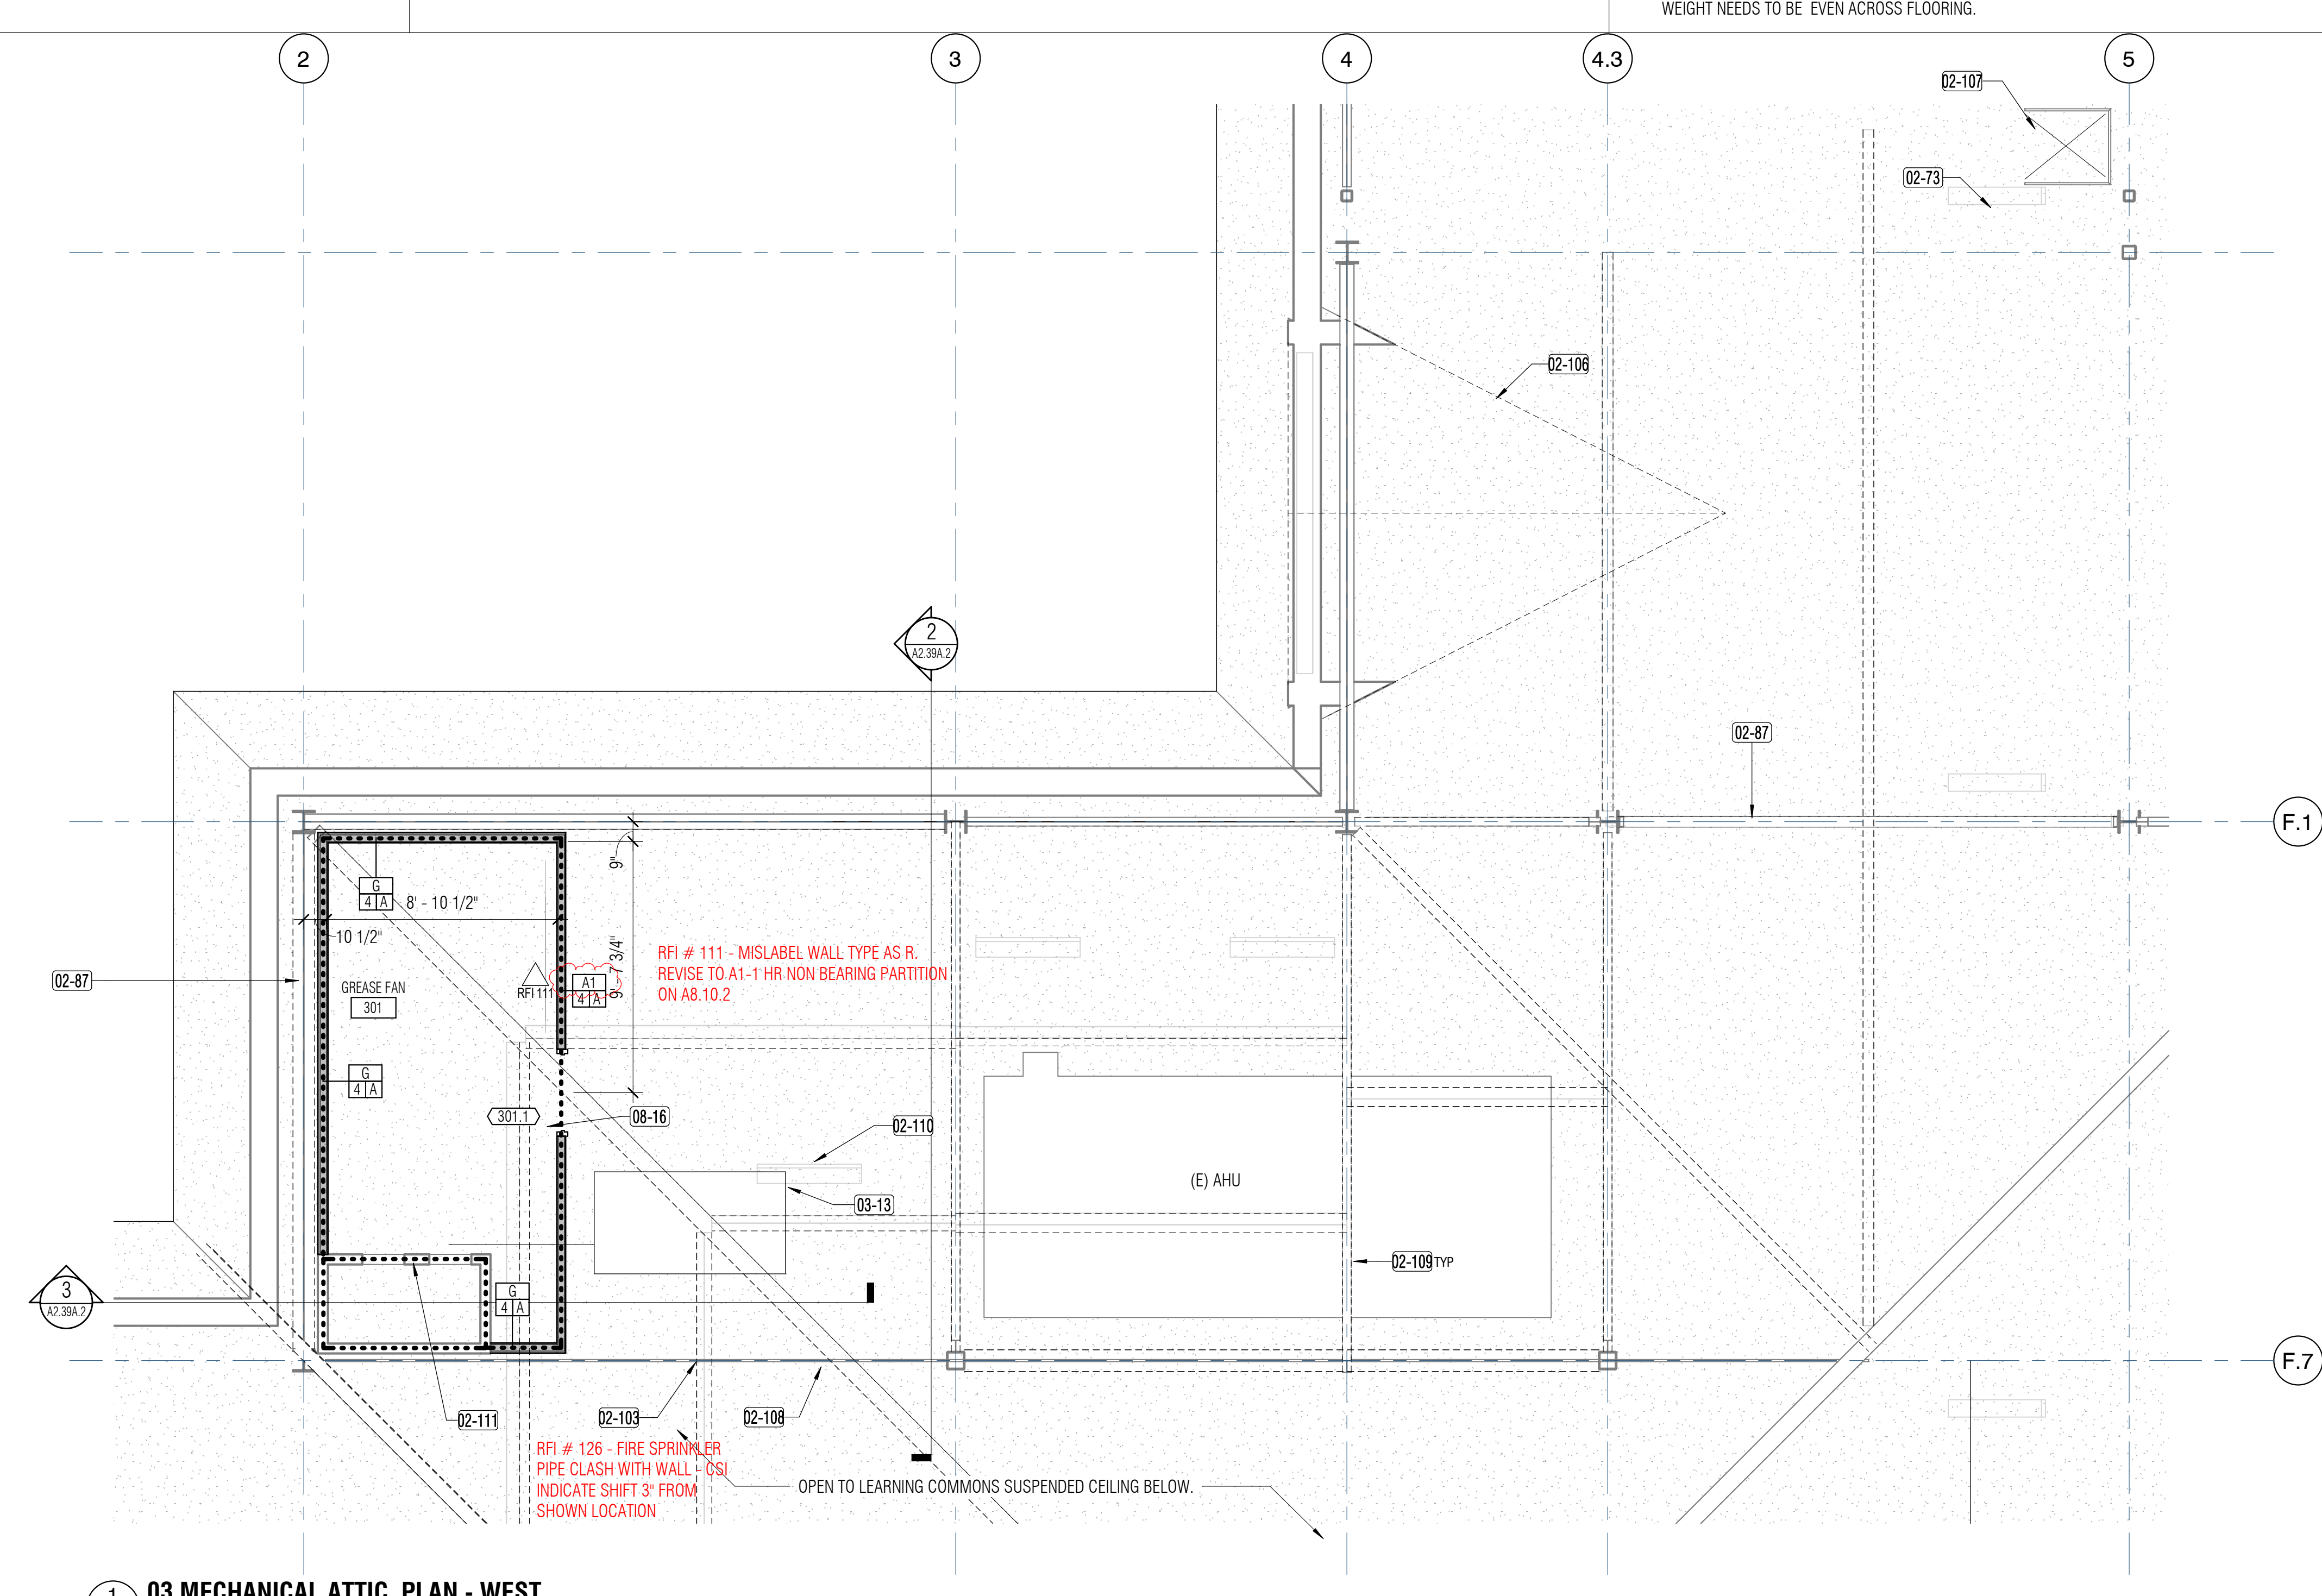 WEIGHT NEEDS TO BE EVEN ACROSS FLOORING.
2
3
4
4.3
5
02-107
02-73
02-106
2
A2.39A.2
02-87
F.1
9"
G
4 A
8' - 10 1/2"
10 1/2"
9' 7 3/4"
RFI # 111 - MISLABEL WALL TYPE AS R.
REVISE TO A1-1 HR NON BEARING PARTITION
ON A8.10.2
02-87
GREASE FAN
301
RFI 111
A1
4 A
G
4 A
301.1
08-16
02-110
(E) AHU
03-13
02-109 TYP
3
A2.39A.2
G
4 A
F.7
02-111
02-103
02-108
RFI # 126 - FIRE SPRINKLER
PIPE CLASH WITH WALL - CSI
INDICATE SHIFT 3" FROM
SHOWN LOCATION
OPEN TO LEARNING COMMONS SUSPENDED CEILING BELOW.
1
03 MECHANICAL ATTIC PLAN - WEST